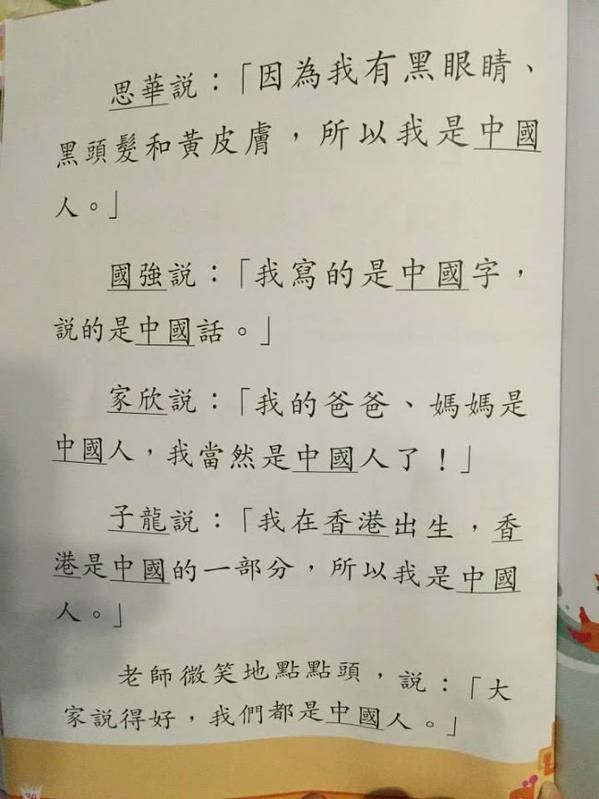 思華說：「因為我有黑眼睛、
黑頭髮和黃皮膚，所以我是中國
人。」
國強說：「我寫的是中國字，
說的是中國話。」
家欣說：「我的爸爸、媽媽是
中國人，我當然是中國人了！」
子龍說：「我在香港出生，香
港是中國的一部分，所以我是中國
人。」
老師微笑地點點頭，說：「大
家說得好，我們都是中國人。」